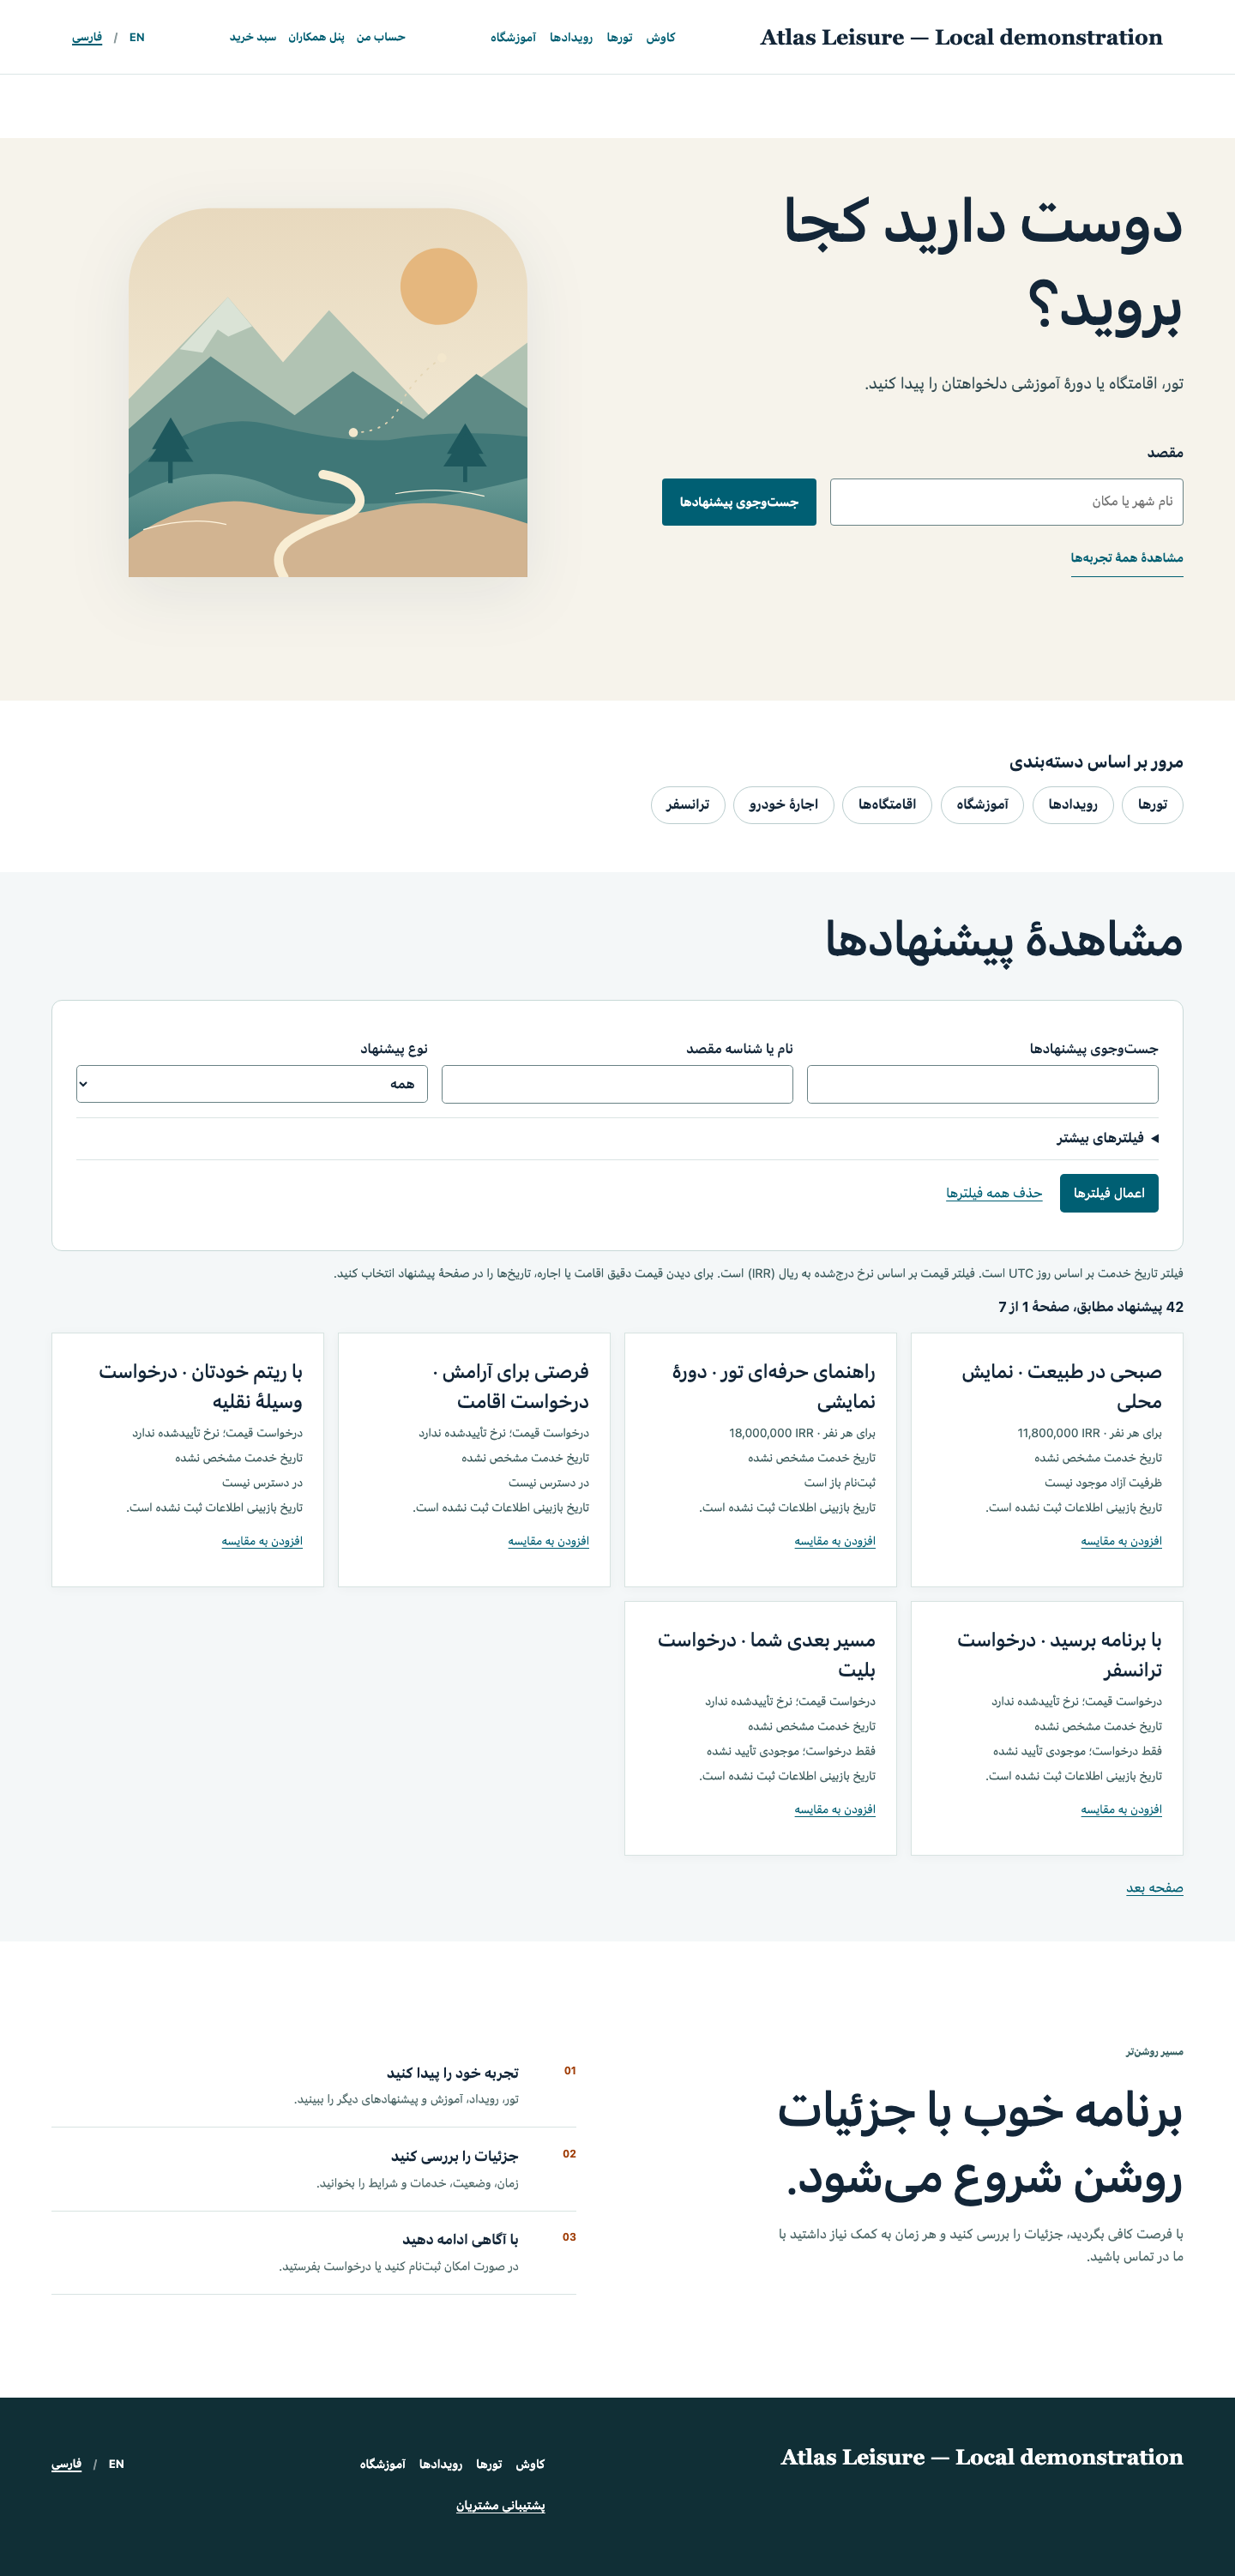 Atlas Leisure — Local demonstration
کاوش تورها رویدادها آموزشگاه
حساب من پنل همکاران سبد خرید
EN / فارسی
دوست دارید کجا
بروید؟
تور، اقامتگاه یا دورهٔ آموزشی دلخواهتان را پیدا کنید.
مقصد
نام شهر یا مکان
جست‌وجوی پیشنهادها
مشاهدهٔ همهٔ تجربه‌ها
مرور بر اساس دسته‌بندی
تورها
رویدادها
آموزشگاه
اقامتگاه‌ها
اجارهٔ خودرو
ترانسفر
مشاهدهٔ پیشنهادها
جست‌وجوی پیشنهادها
نام یا شناسه مقصد
نوع پیشنهاد
همه
فیلترهای بیشتر
اعمال فیلترها
حذف همه فیلترها
فیلتر تاریخ خدمت بر اساس روز UTC است. فیلتر قیمت بر اساس نرخ درج‌شده به ریال (IRR) است. برای دیدن قیمت دقیق اقامت یا اجاره، تاریخ‌ها را در صفحهٔ پیشنهاد انتخاب کنید.
42 پیشنهاد مطابق، صفحهٔ 1 از 7
صبحی در طبیعت · نمایش
محلی
برای هر نفر · 11,800,000 IRR
تاریخ خدمت مشخص نشده
ظرفیت آزاد موجود نیست
تاریخ بازبینی اطلاعات ثبت نشده است.
افزودن به مقایسه
راهنمای حرفه‌ای تور · دورهٔ
نمایشی
برای هر نفر · 18,000,000 IRR
تاریخ خدمت مشخص نشده
ثبت‌نام باز است
تاریخ بازبینی اطلاعات ثبت نشده است.
افزودن به مقایسه
فرصتی برای آرامش ·
درخواست اقامت
درخواست قیمت؛ نرخ تأییدشده ندارد
تاریخ خدمت مشخص نشده
در دسترس نیست
تاریخ بازبینی اطلاعات ثبت نشده است.
افزودن به مقایسه
با ریتم خودتان · درخواست
وسیلهٔ نقلیه
درخواست قیمت؛ نرخ تأییدشده ندارد
تاریخ خدمت مشخص نشده
در دسترس نیست
تاریخ بازبینی اطلاعات ثبت نشده است.
افزودن به مقایسه
با برنامه برسید · درخواست
ترانسفر
درخواست قیمت؛ نرخ تأییدشده ندارد
تاریخ خدمت مشخص نشده
فقط درخواست؛ موجودی تأیید نشده
تاریخ بازبینی اطلاعات ثبت نشده است.
افزودن به مقایسه
مسیر بعدی شما · درخواست
بلیت
درخواست قیمت؛ نرخ تأییدشده ندارد
تاریخ خدمت مشخص نشده
فقط درخواست؛ موجودی تأیید نشده
تاریخ بازبینی اطلاعات ثبت نشده است.
افزودن به مقایسه
صفحه بعد
مسیر روشن‌تر
برنامه خوب با جزئیات
روشن شروع می‌شود.
با فرصت کافی بگردید، جزئیات را بررسی کنید و هر زمان به کمک نیاز داشتید با
ما در تماس باشید.
01
تجربه خود را پیدا کنید
تور، رویداد، آموزش و پیشنهادهای دیگر را ببینید.
02
جزئیات را بررسی کنید
زمان، وضعیت، خدمات و شرایط را بخوانید.
03
با آگاهی ادامه دهید
در صورت امکان ثبت‌نام کنید یا درخواست بفرستید.
Atlas Leisure — Local demonstration
کاوش تورها رویدادها آموزشگاه
پشتیبانی مشتریان
EN / فارسی